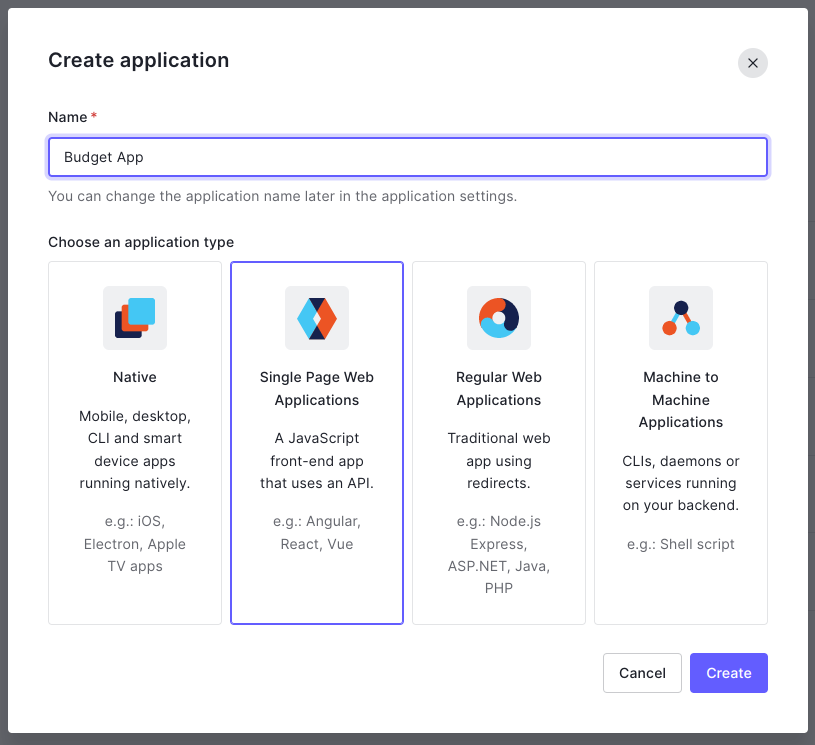 Create application
Name *
Budget App
You can change the application name later in the application settings.
Choose an application type
Native
Mobile, desktop,
CLI and smart
device apps
running natively.
e.g.: iOS,
Electron, Apple
TV apps
Single Page Web
Applications
A JavaScript
front-end app
that uses an API.
e.g.: Angular,
React, Vue
Regular Web
Applications
Traditional web
app using
redirects.
e.g.: Node.js
Express,
ASP.NET, Java,
PHP
Machine to
Machine
Applications
CLIs, daemons or
services running
on your backend.
e.g.: Shell script
Cancel
Create